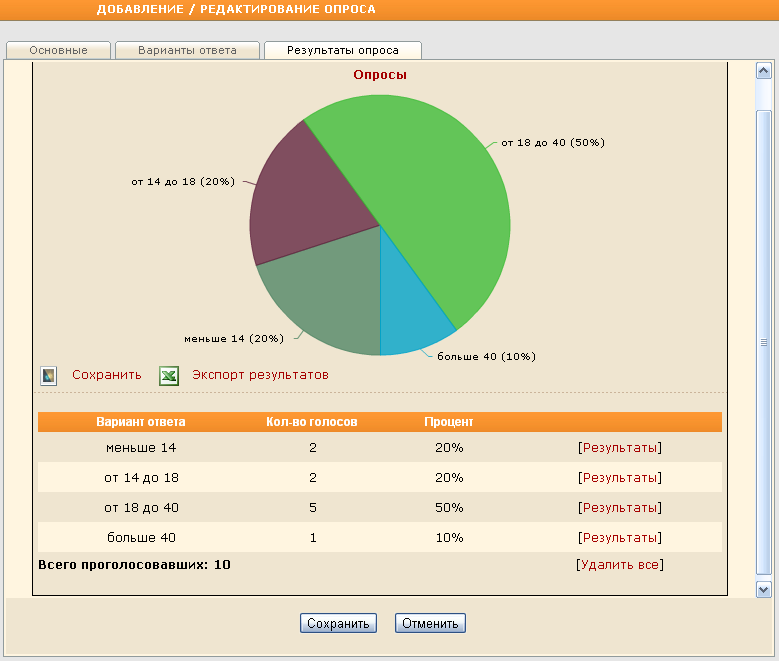 ДОБАВЛЕНИЕ / РЕДАКТИРОВАНИЕ ОПРОСА
Основные Варианты ответа Результаты опроса
Опросы
от 18 до 40 (50%)
от 14 до 18 (20%)
меньше 14 (20%)
больше 40 (10%)
Сохранить Экспорт результатов
Вариант ответа Кол-во голосов Процент
меньше 14 2 20% [Результаты]
от 14 до 18 2 20% [Результаты]
от 18 до 40 5 50% [Результаты]
больше 40 1 10% [Результаты]
Всего проголосовавших: 10 [Удалить все]
Сохранить Отменить